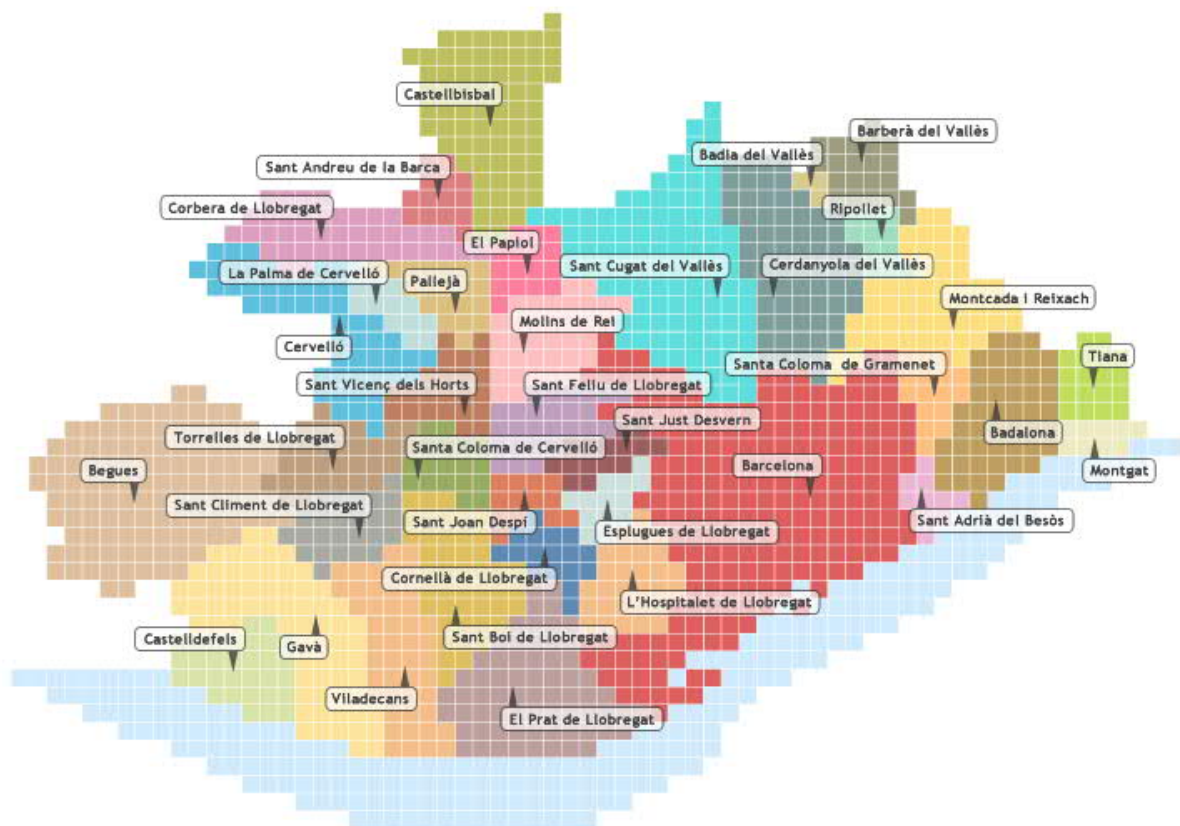 Castellbisbal
Barberà del Vallès
Badia del Vallès
Sant Andreu de la Barca
Corbera de Llobregat
Ripollet
El Papiol
La Palma de Cervelló
Pallejà
Sant Cugat del Vallès
Cerdanyola del Vallès
Montcada i Reixach
Molins de Rei
Cervelló
Tiana
Santa Coloma de Gramenet
Sant Vicenç dels Horts
Sant Feliu de Llobregat
Sant Just Desvern
Torrelles de Llobregat
Santa Coloma de Cervelló
Badalona
Begues
Barcelona
Montgat
Sant Climent de Llobregat
Sant Joan Despí
Esplugues de Llobregat
Sant Adrià del Besòs
Cornellà de Llobregat
L'Hospitalet de Llobregat
Castelldefels
Gavà
Sant Boi de Llobregat
Viladecans
El Prat de Llobregat